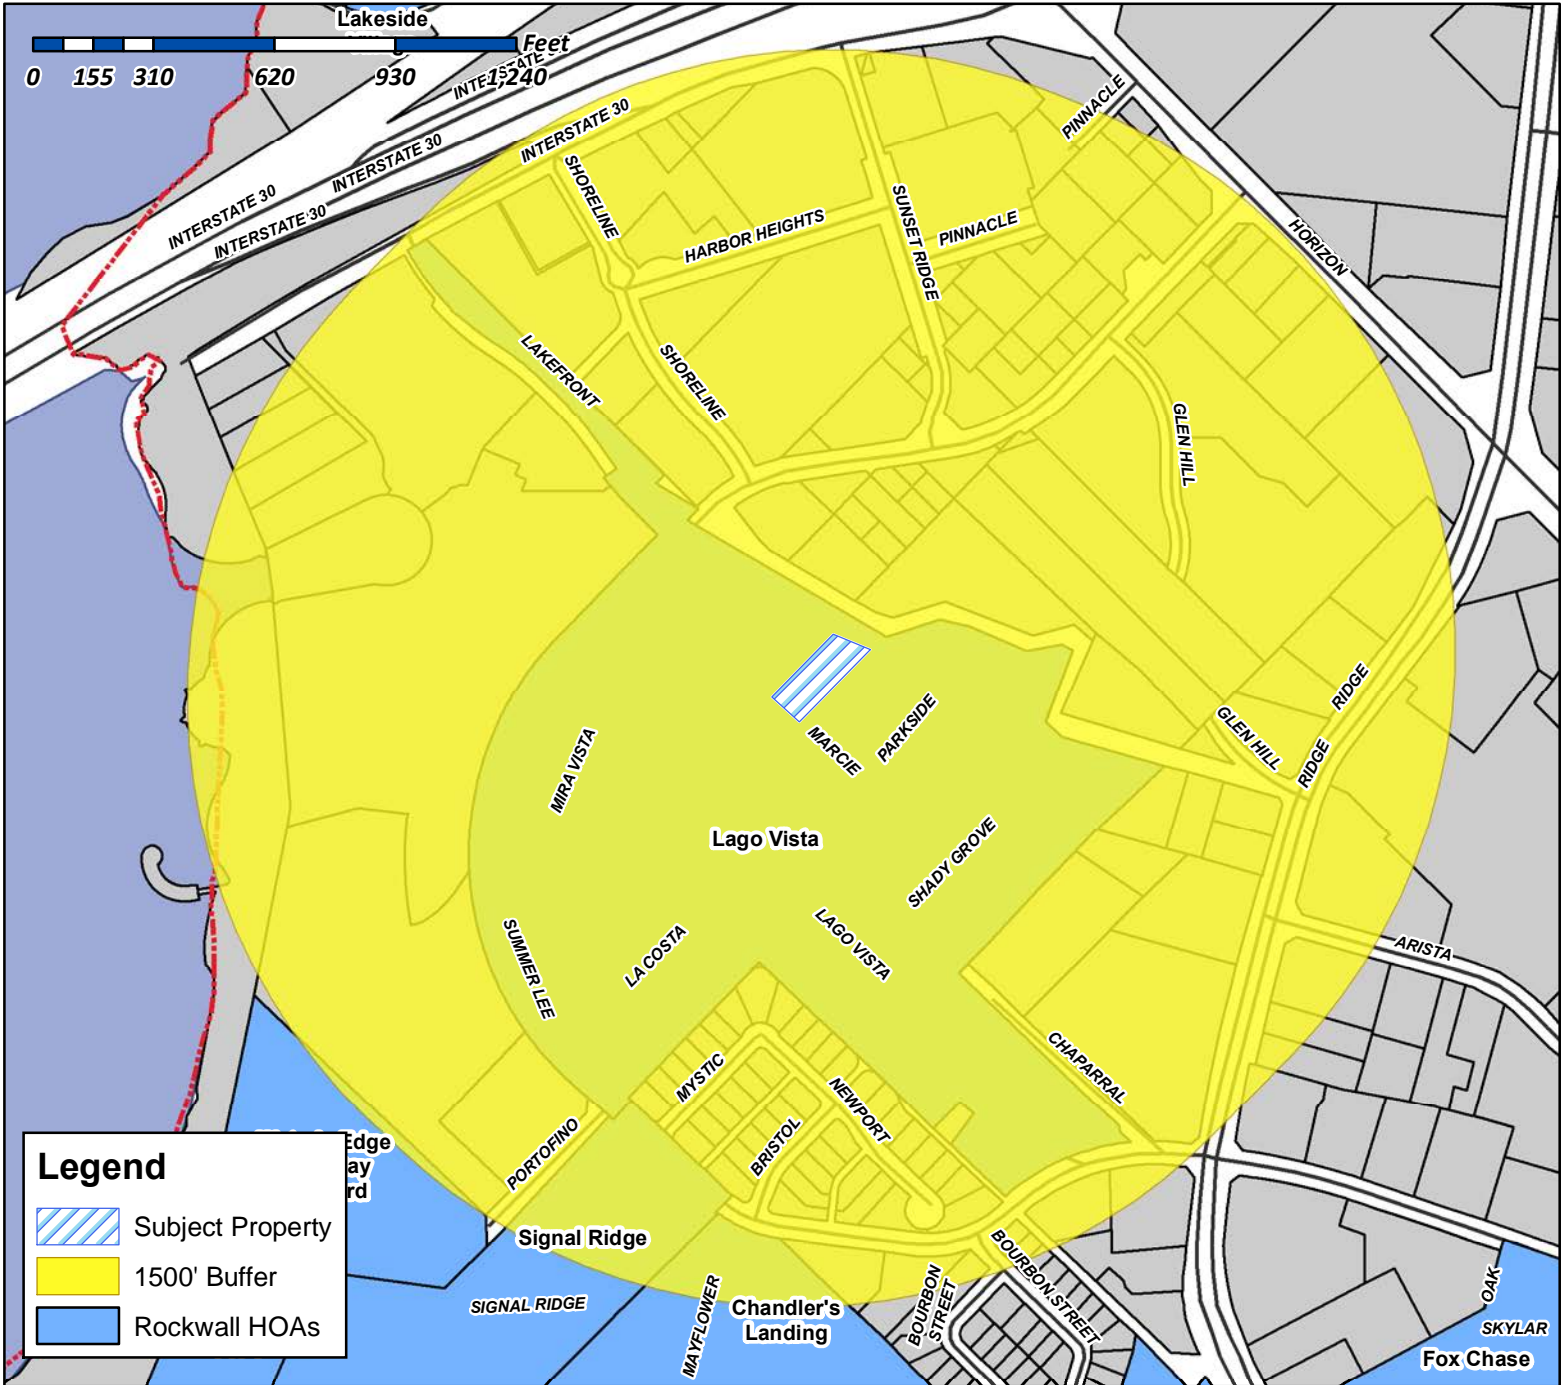 Lakeside
Feet
0 155 310 620 930 1,240
INTERSTATE 30
INTERSTATE 30
INTERSTATE 30
INTERSTATE 30
PINNACLE
SHORELINE
SUNSET RIDGE
HARBOR HEIGHTS
PINNACLE
HORIZON
LAKEFRONT
SHORELINE
GLEN HILL
RIDGE
PARKSIDE
GLEN HILL
MARCIE
MIRA VISTA
RIDGE
Lago Vista
SHADY GROVE
LAGO VISTA
SUMMER LEE
LA COSTA
ARISTA
CHAPARRAL
MYSTIC
NEWPORT
BRISTOL
PORTOFINO
Edge
Legend
Subject Property
1500' Buffer
Rockwall HOAs
Signal Ridge
SIGNAL RIDGE
MAYFLOWER
Chandler's
Landing
BOURBON
STREET
BOURBON STREET
OAK
SKYLAR
Fox Chase